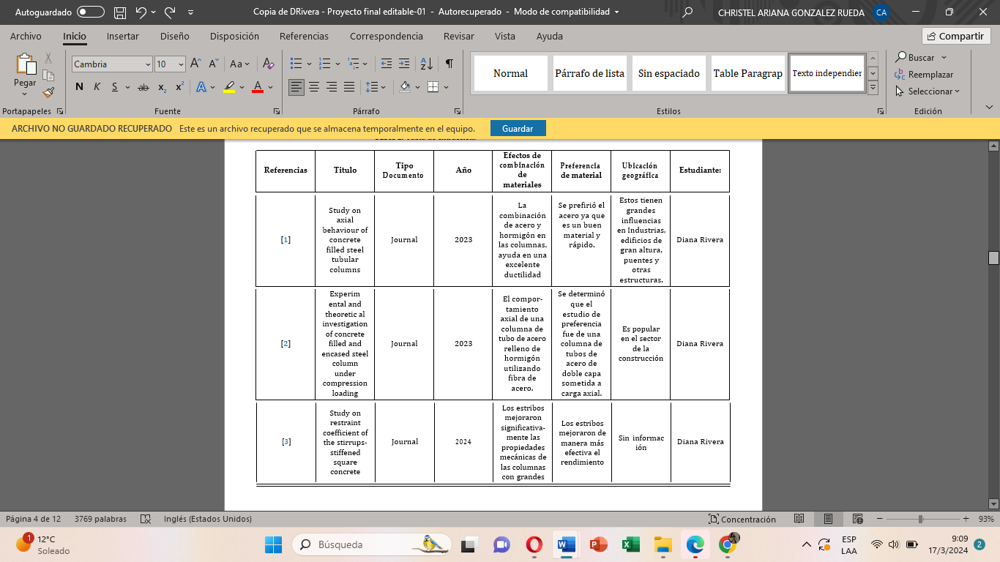 Autoguardado
Copia de DRivera - Proyecto final editable-01 - Autorecuperado - Modo de compatibilidad
CHRISTEL ARIANA GONZALEZ RUEDA
CA
Archivo
Inicio
Insertar
Diseño
Disposición
Referencias
Correspondencia
Revisar
Vista
Ayuda
Compartir
Pegar
Cambria
10
Aa
N K S ab x2 x2 A A
Normal
Párrafo de lista
Sin espaciado
Table Paragrap
Texto independier
Buscar
Reemplazar
Seleccionar
Portapapeles
Fuente
Párrafo
Estilos
Edición
ARCHIVO NO GUARDADO RECUPERADO Este es un archivo recuperado que se almacena temporalmente en el equipo.
Guardar
Referencias
Titulo
Tipo
Documento
Año
Efectos de
combinación
de
materiales
Preferencia
de material
Ubicación
geográfica
Estudiante:
[1]
Study on
axial
behaviour of
concrete
filled steel
tubular
columns
Journal
2023
La
combinación
de acero y
hormigón en
las columnas,
ayuda en una
excelente
ductilidad
Se prefirió el
acero ya que
es un buen
material y
rápido.
Estos tienen
grandes
influencias
en Industrias,
edificios de
gran altura,
puentes y
otras
estructuras.
Diana Rivera
[2]
Experim
ental and
theoretic al
investigation
of concrete
filled and
encased steel
column
under
compression
loading
Journal
2023
El compor-
tamiento
axial de una
columna de
tubo de acero
relleno de
hormigón
utilizando
fibra de
acero.
Se determinó
que el
estudio de
preferencia
fue de una
columna de
tubos de
acero de
doble capa
sometida a
carga axial.
Es popular
en el sector
de la
construcción
Diana Rivera
[3]
Study on
restraint
coefficient of
the stirrups-
stiffened
square
concrete
Journal
2024
Los estribos
mejoraron
significativa-
mente las
propiedades
mecánicas de
las columnas
con grandes
Los estribos
mejoraron de
manera más
efectiva el
rendimiento
Sin informac
ión
Diana Rivera
Página 4 de 12
3769 palabras
Inglés (Estados Unidos)
Concentración
93%
1
12°C
Soleado
Búsqueda
ESP
LAA
9:09
17/3/2024
2